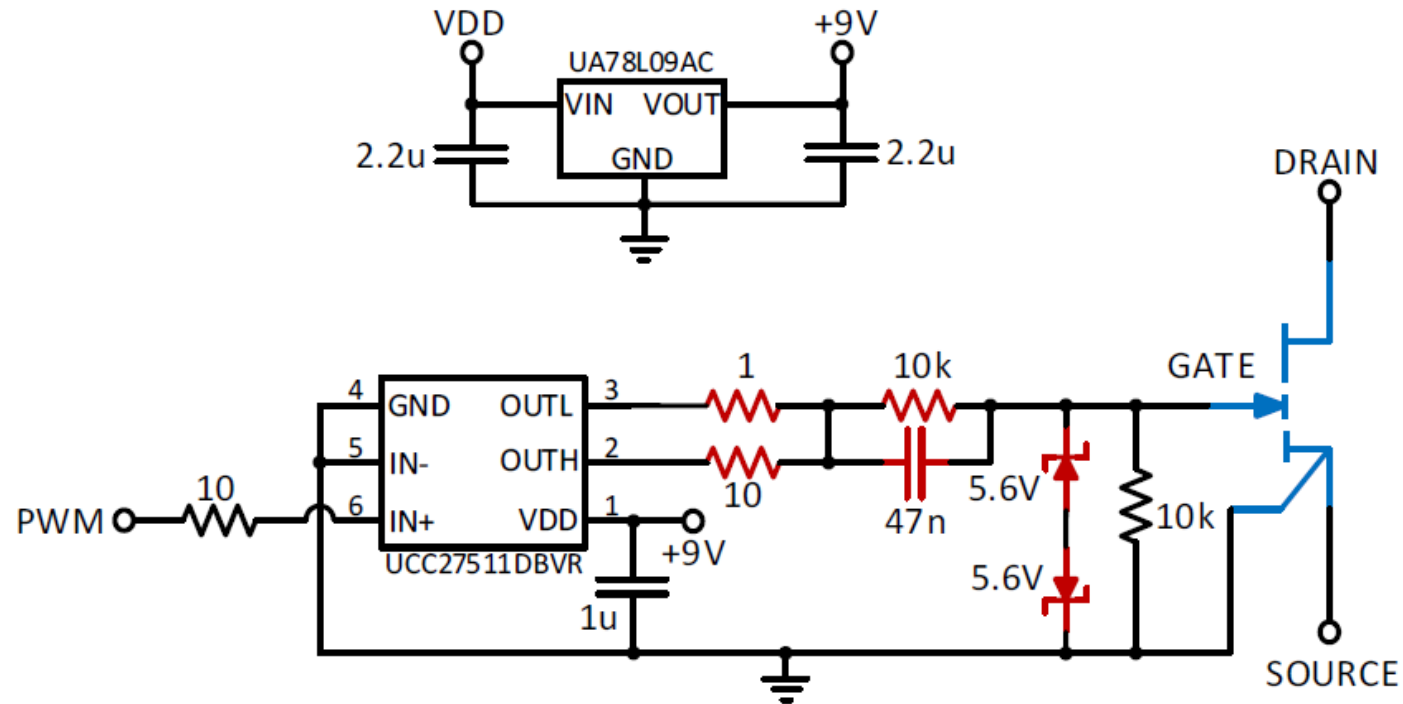 VDD
+9V
UA78L09AC
VIN VOUT
GND
2.2u
2.2u
DRAIN
GATE
1
10k
4
GND OUTL
3
5
IN- OUTH
2
10
10
47n
5.6V
PWM
6
IN+ VDD
1
+9V
10k
UCC27511DBVR
1u
5.6V
SOURCE